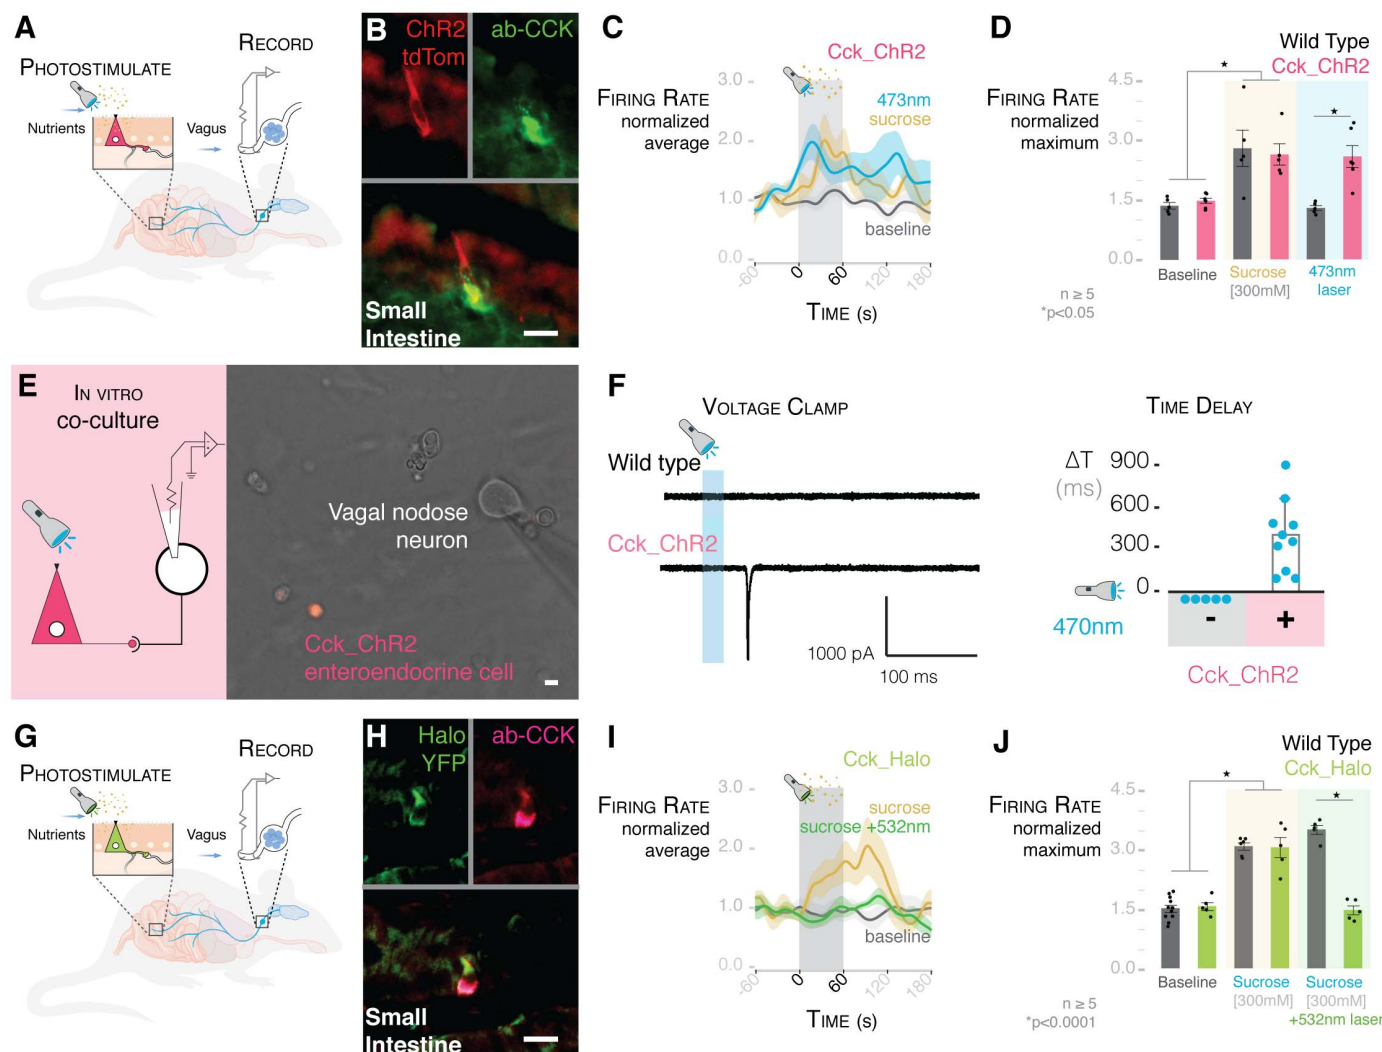 A
RECORD
PHOTOSTIMULATE
Nutrients
Vagus
B
ChR2
tdTom
ab-CCK
Small
Intestine
C
Cck_ChR2
FIRING RATE
normalized
average
473nm
sucrose
baseline
3.0
2.0
1.0
0.0
-60
0
60
120
180
TIME (s)
D
Wild Type
Cck_ChR2
FIRING RATE
normalized
maximum
4.5
3.0
1.5
0.0
★
★
Baseline
Sucrose
[300mM]
473nm
laser
n ≥ 5
*p<0.05
E
IN VITRO
co-culture
Vagal nodose
neuron
Cck_ChR2
enteroendocrine cell
F
VOLTAGE CLAMP
Wild type
Cck_ChR2
1000 pA
100 ms
TIME DELAY
ΔT
(ms)
900
600
300
0
470nm
-
+
Cck_ChR2
G
RECORD
PHOTOSTIMULATE
Nutrients
Vagus
H
Halo
YFP
ab-CCK
Small
Intestine
I
Cck_Halo
FIRING RATE
normalized
average
sucrose
sucrose +532nm
baseline
3.0
2.0
1.0
0.0
-60
0
60
120
180
TIME (s)
J
Wild Type
Cck_Halo
FIRING RATE
normalized
maximum
4.5
3.0
1.5
0.0
★
★
Baseline
Sucrose
[300mM]
Sucrose
[300mM]
+532nm laser
n ≥ 5
*p<0.0001